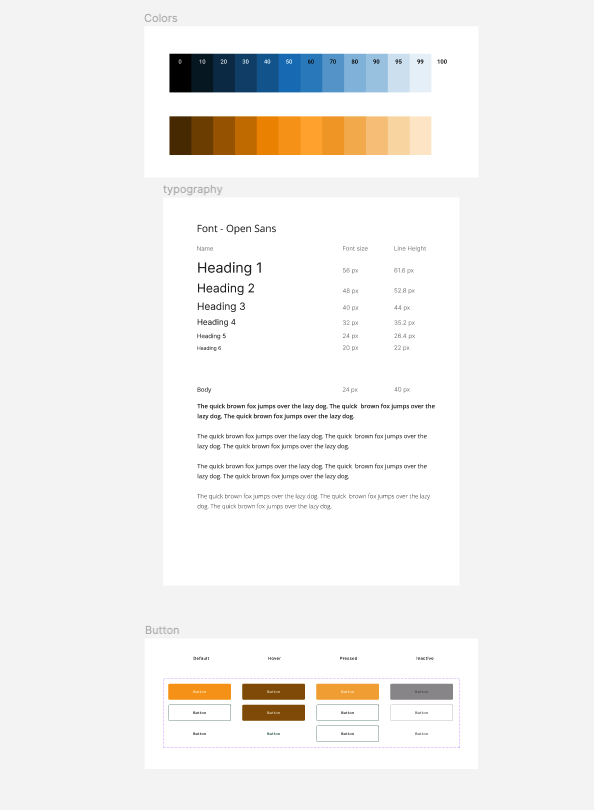 Colors
0 10 20 30 40 50 60 70 80 90 95 99 100
typography
Font - Open Sans
Name Font size Line Height
Heading 1 56 px 61.6 px
Heading 2 48 px 52.8 px
Heading 3 40 px 44 px
Heading 4 32 px 35.2 px
Heading 5 24 px 26.4 px
Heading 6 20 px 22 px
Body 24 px 40 px
The quick brown fox jumps over the lazy dog. The quick brown fox jumps over the
lazy dog. The quick brown fox jumps over the lazy dog.
The quick brown fox jumps over the lazy dog. The quick brown fox jumps over the
lazy dog. The quick brown fox jumps over the lazy dog.
The quick brown fox jumps over the lazy dog. The quick brown fox jumps over the
lazy dog. The quick brown fox jumps over the lazy dog.
The quick brown fox jumps over the lazy dog. The quick brown fox jumps over the lazy
dog. The quick brown fox jumps over the lazy dog.
Button
Default Hover Pressed Inactive
Button Button Button Button
Button Button Button Button
Button Button Button Button